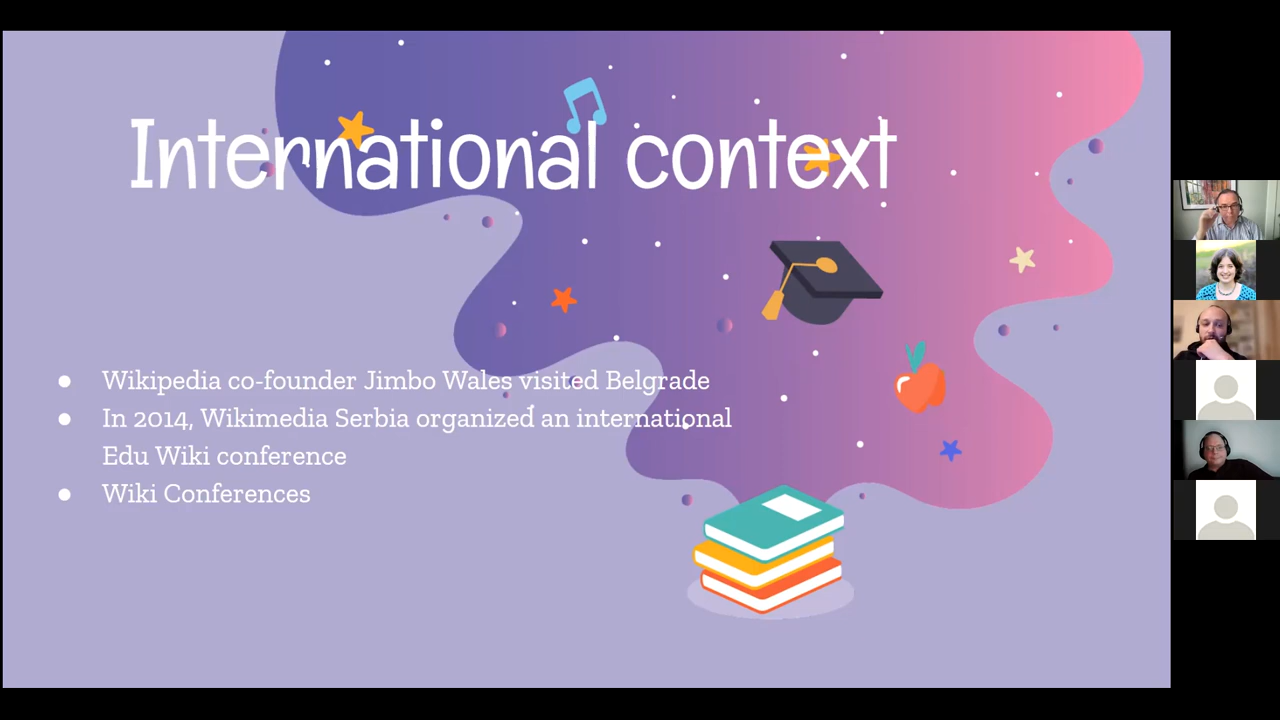 International context
● Wikipedia co-founder Jimbo Wales visited Belgrade
● In 2014, Wikimedia Serbia organized an international
Edu Wiki conference
● Wiki Conferences